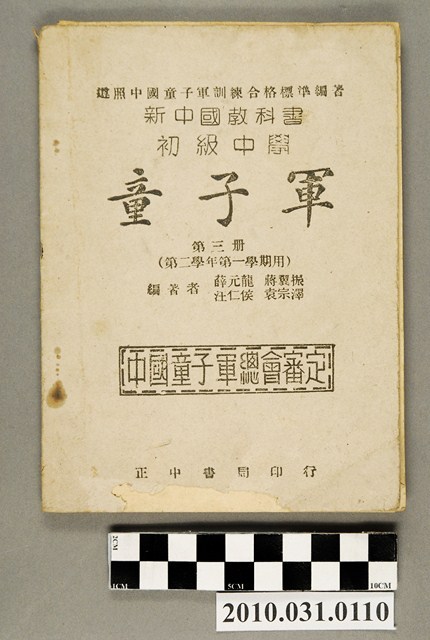 遵照中國童子軍訓練合格標準編著
新中國教科書
初級中學
童子軍
第三册
(第二學年第一學期用)
編著者 薛元龍 蔣翼振
汪仁侯 袁宗澤
中國童子軍總會審定
正中書局印行
2CM
1CM 5CM 10CM
2010.031.0110